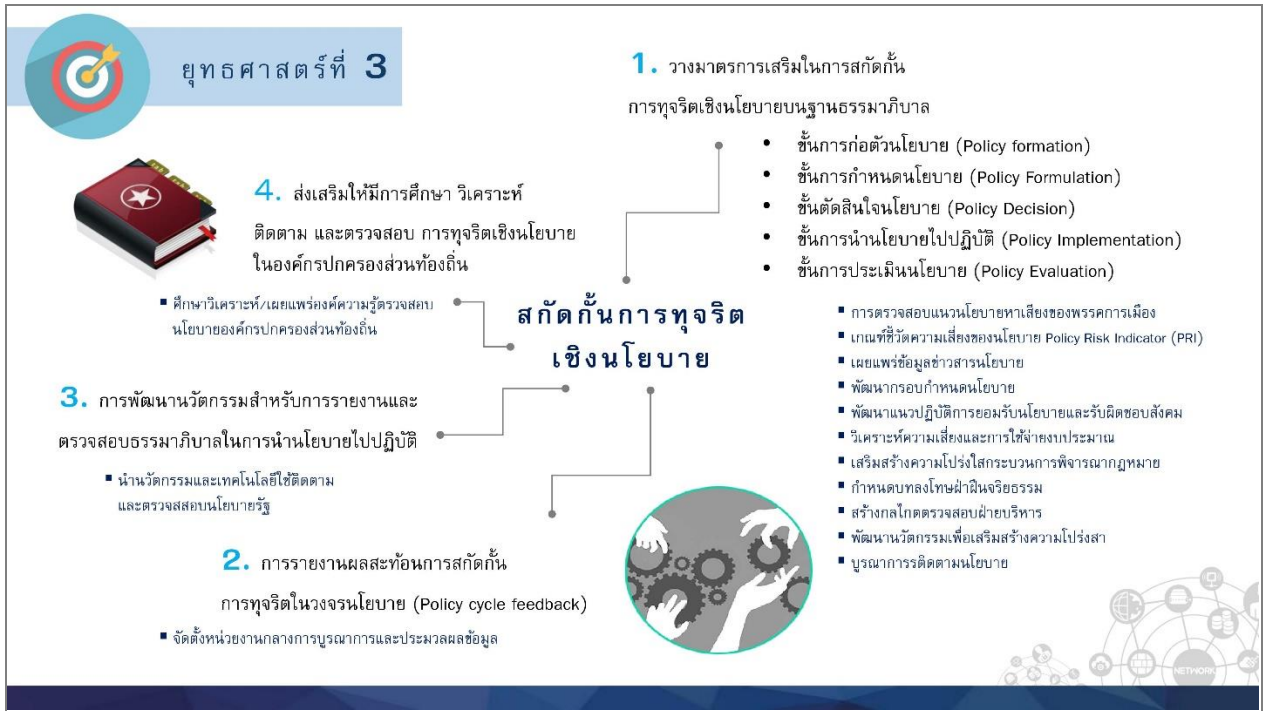 ยุทธศาสตร์ที่ 3
1. วางมาตรการเสริมในการสกัดกั้น
การทุจริตเชิงนโยบายบนฐานธรรมาภิบาล
• ขั้นการก่อตัวนโยบาย (Policy formation)
• ขั้นการกำหนดนโยบาย (Policy Formulation)
• ขั้นตัดสินใจนโยบาย (Policy Decision)
• ขั้นการนำนโยบายไปปฏิบัติ (Policy Implementation)
• ขั้นการประเมินนโยบาย (Policy Evaluation)
▪ การตรวจสอบแนวนโยบายหาเสียงของพรรคการเมือง
▪ เกณฑ์ชี้วัดความเสี่ยงของนโยบาย Policy Risk Indicator (PRI)
▪ เผยแพร่ข้อมูลข่าวสารนโยบาย
▪ พัฒนากรอบกำหนดนโยบาย
▪ พัฒนาแนวปฏิบัติการยอมรับนโยบายและรับผิดชอบสังคม
▪ วิเคราะห์ความเสี่ยงและการใช้จ่ายงบประมาณ
▪ เสริมสร้างความโปร่งใสกระบวนการพิจารณากฎหมาย
▪ กำหนดบทลงโทษฝ่าฝืนจริยธรรม
▪ สร้างกลไกตตรวจสอบฝ่ายบริหาร
▪ พัฒนานวัตกรรมเพื่อเสริมสร้างความโปร่งสา
▪ บูรณาการรติดตามนโยบาย
สกัดกั้นการทุจริต
เชิงนโยบาย
4. ส่งเสริมให้มีการศึกษา วิเคราะห์
ติดตาม และตรวจสอบ การทุจริตเชิงนโยบาย
ในองค์กรปกครองส่วนท้องถิ่น
▪ ศึกษาวิเคราะห์/เผยแพร่องค์ความรู้ตรวจสอบ
นโยบายองค์กรปกครองส่วนท้องถิ่น
3. การพัฒนานวัตกรรมสำหรับการรายงานและ
ตรวจสอบธรรมาภิบาลในการนำนโยบายไปปฏิบัติ
▪ นำนวัตกรรมและเทคโนโลยีใช้ติดตาม
และตรวจสสอบนโยบายรัฐ
2. การรายงานผลสะท้อนการสกัดกั้น
การทุจริตในวงจรนโยบาย (Policy cycle feedback)
▪ จัดตั้งหน่วยงานกลางการบูรณาการและประมวลผลข้อมูล
NETWORK